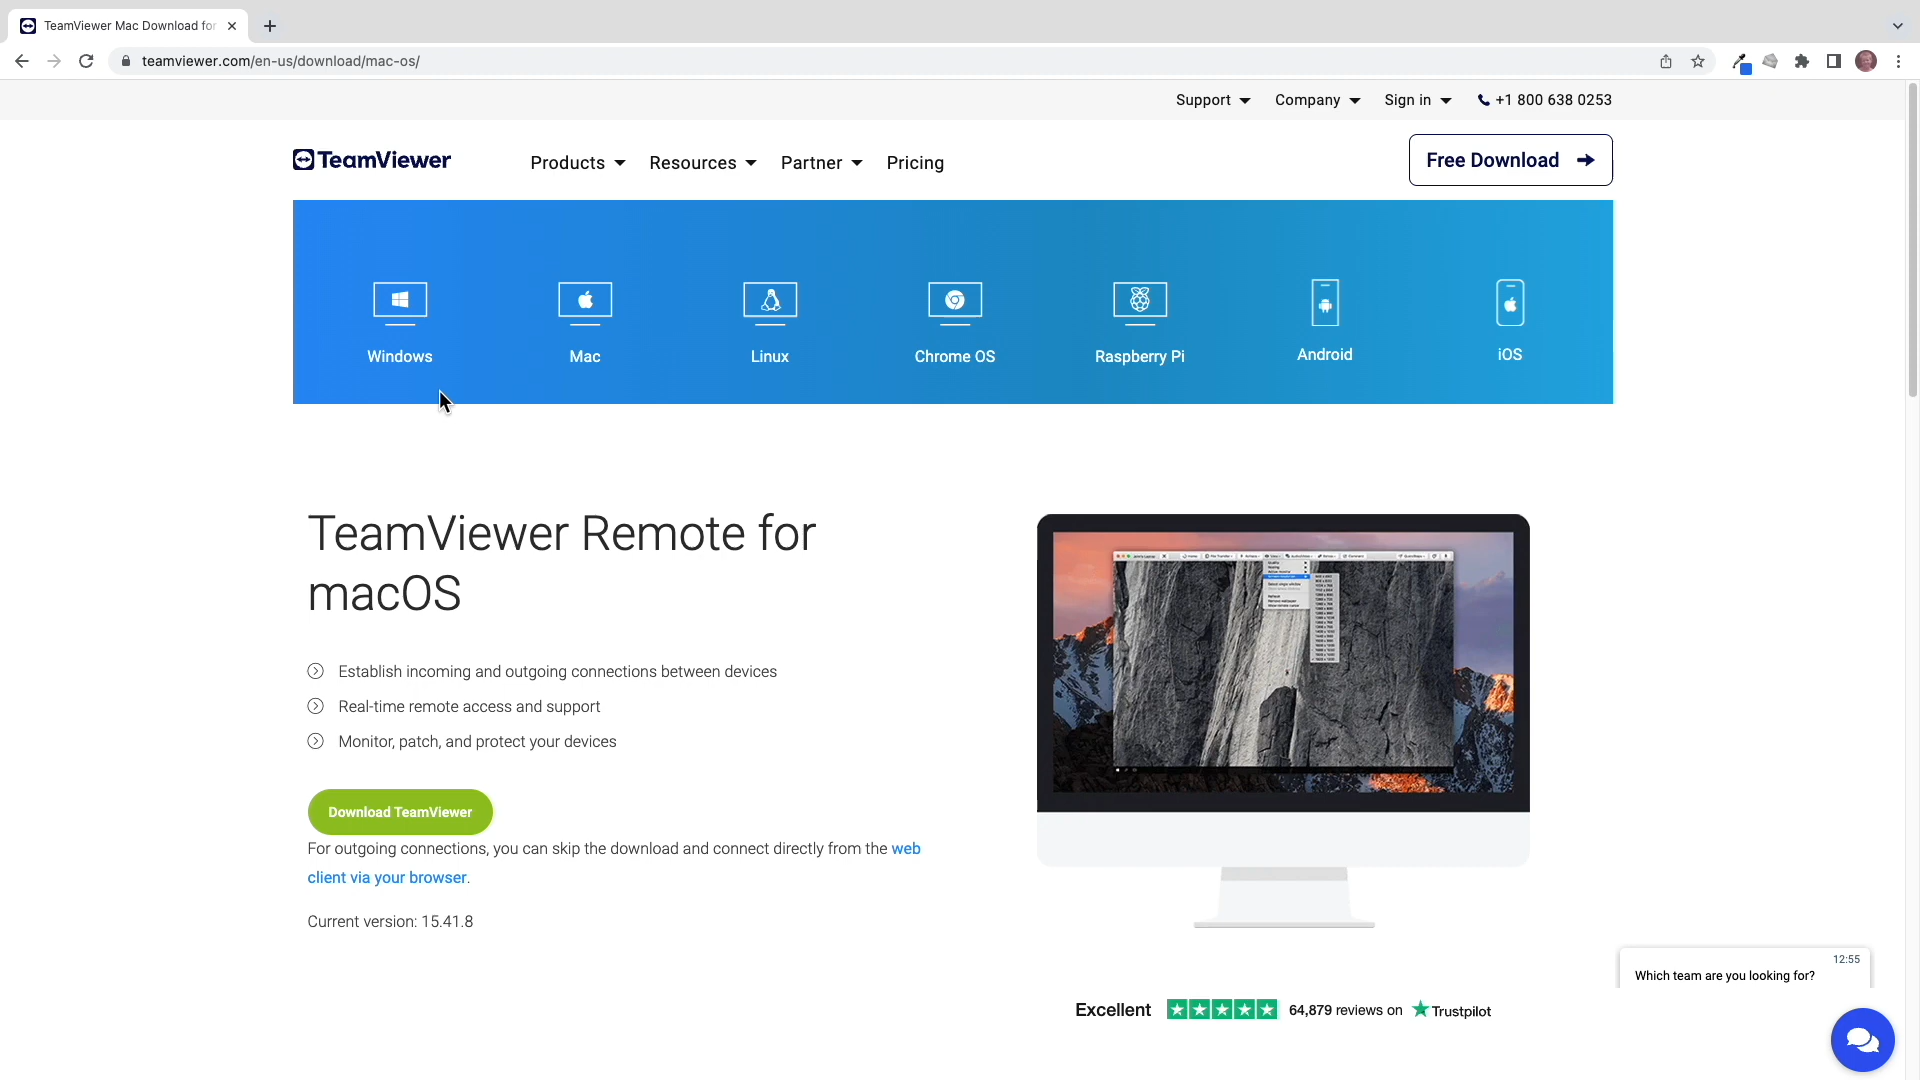 TeamViewer Mac Download for
teamviewer.com/en-us/download/mac-os/
Support Company Sign in +1 800 638 0253
TeamViewer Products Resources Partner Pricing Free Download
Windows Mac Linux Chrome OS Raspberry Pi Android iOS
TeamViewer Remote for
macOS
Establish incoming and outgoing connections between devices
Real-time remote access and support
Monitor, patch, and protect your devices
Download TeamViewer
For outgoing connections, you can skip the download and connect directly from the web
client via your browser.
Current version: 15.41.8
12:55
Which team are you looking for?
Excellent 64,879 reviews on Trustpilot